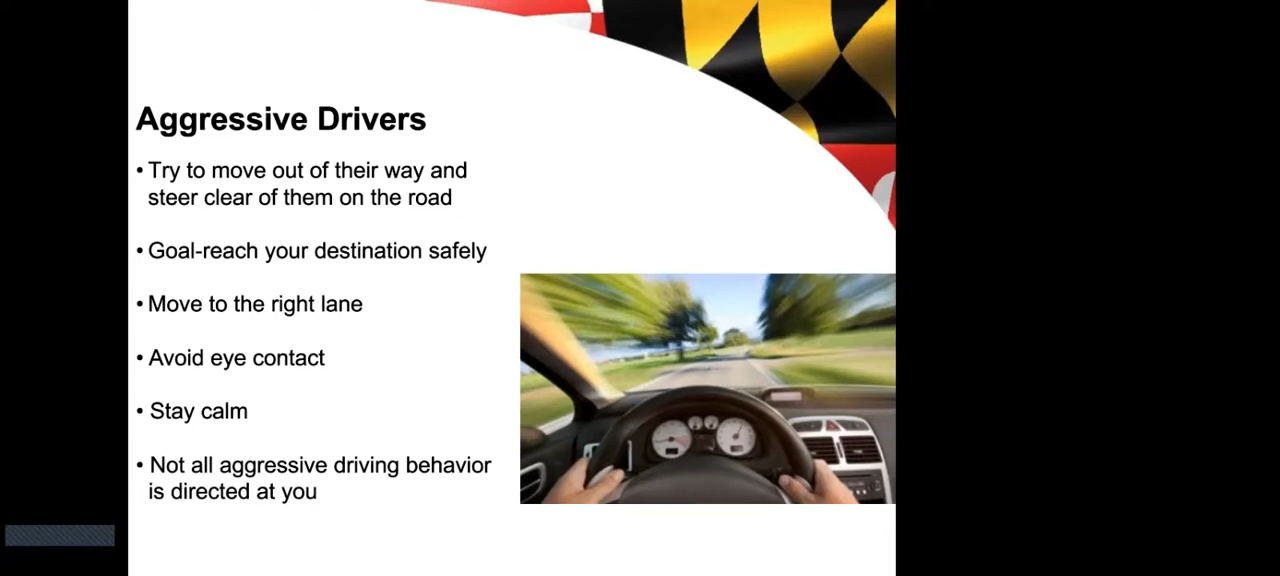 Aggressive Drivers
• Try to move out of their way and
steer clear of them on the road
• Goal-reach your destination safely
• Move to the right lane
• Avoid eye contact
• Stay calm
• Not all aggressive driving behavior
is directed at you